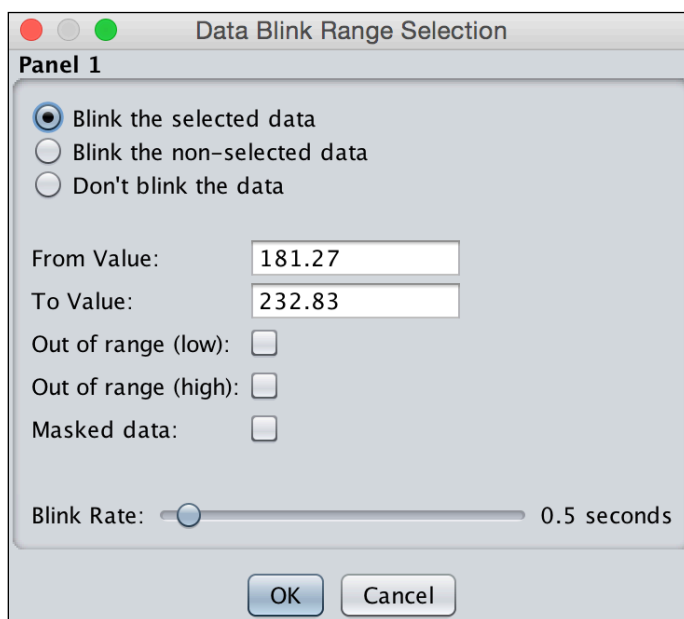 Data Blink Range Selection
Panel 1
Blink the selected data
Blink the non-selected data
Don't blink the data
From Value: 181.27
To Value: 232.83
Out of range (low):
Out of range (high):
Masked data:
Blink Rate: 0.5 seconds
OK Cancel